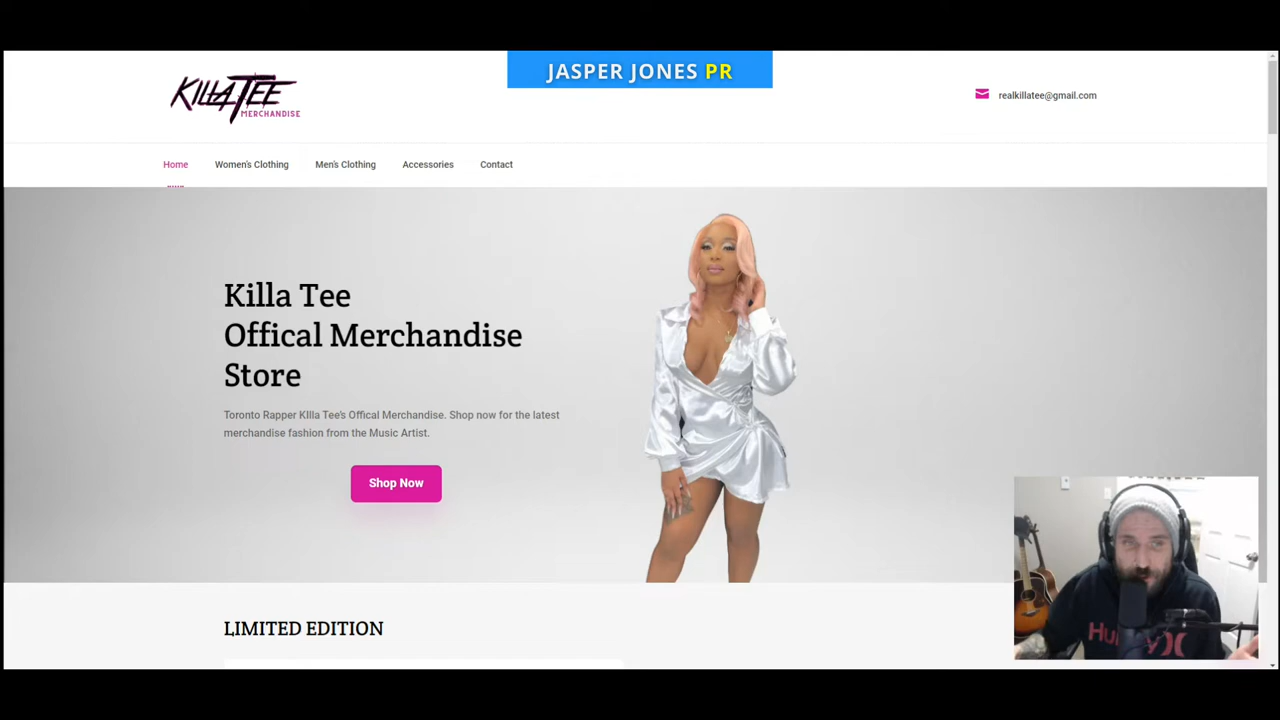 JASPER JONES PR
KILLA TEE
MERCHANDISE
realkillatee@gmail.com
Home
Women's Clothing
Men's Clothing
Accessories
Contact
Killa Tee
Offical Merchandise
Store
Toronto Rapper KIlla Tee's Offical Merchandise. Shop now for the latest
merchandise fashion from the Music Artist.
Shop Now
LIMITED EDITION